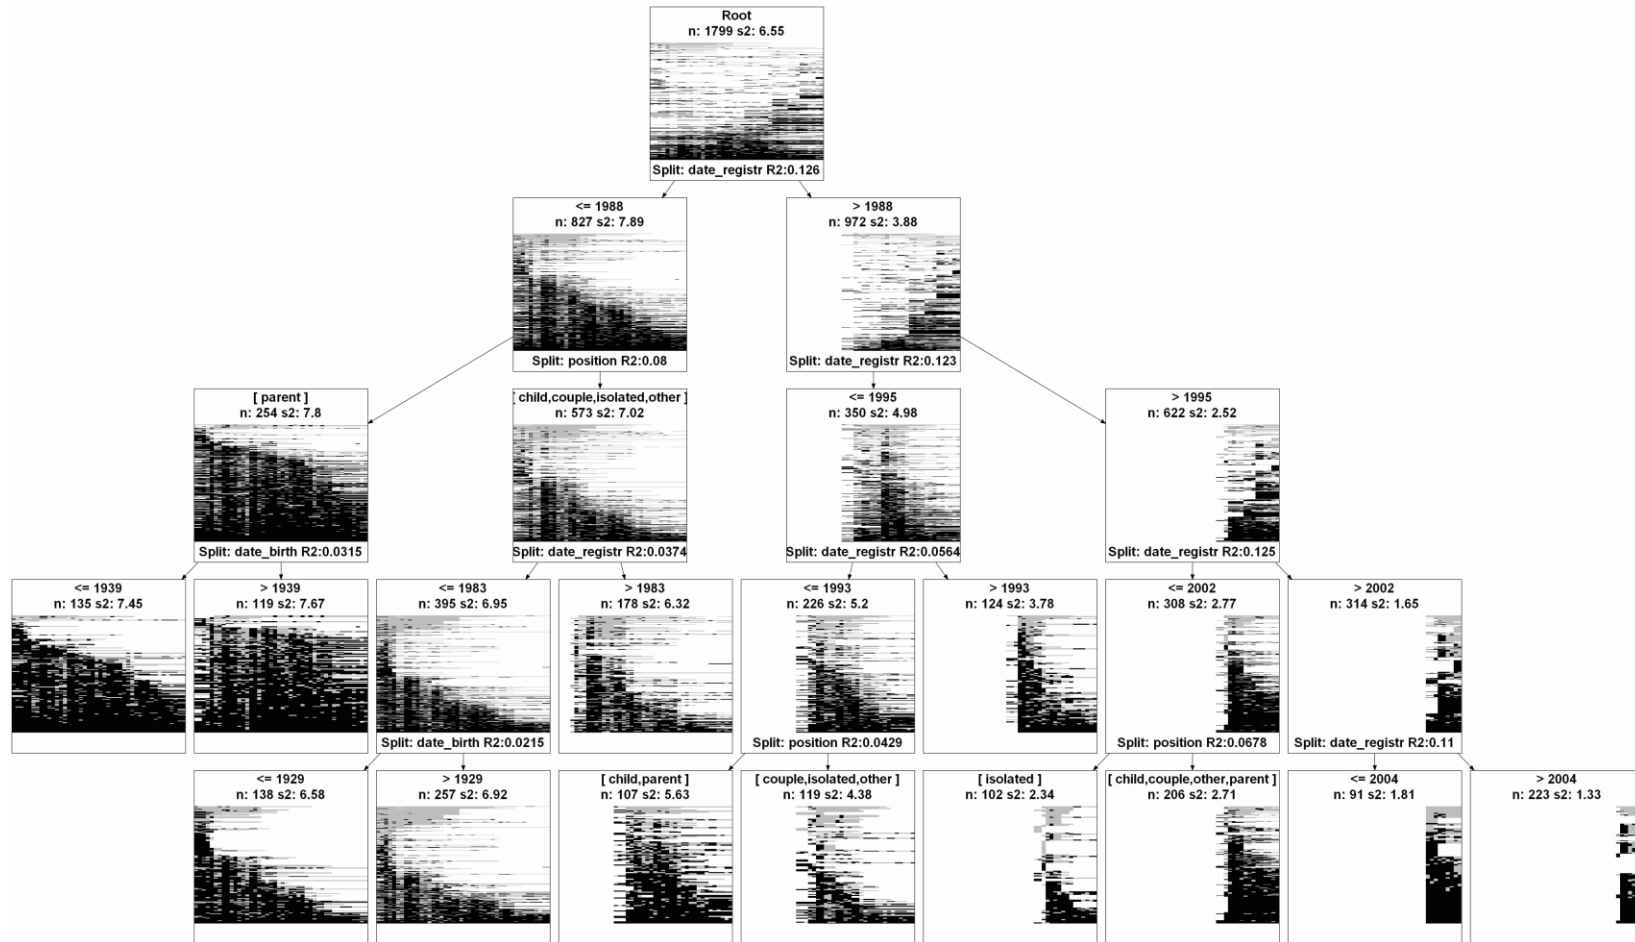 Root
n: 1799 s2: 6.55
Split: date_registr R2:0.126
<= 1988
n: 827 s2: 7.89
Split: position R2:0.08
> 1988
n: 972 s2: 3.88
Split: date_registr R2:0.123
[ parent ]
n: 254 s2: 7.8
Split: date_birth R2:0.0315
[ child,couple,isolated,other ]
n: 573 s2: 7.02
Split: date_registr R2:0.0374
<= 1995
n: 350 s2: 4.98
Split: date_registr R2:0.0564
> 1995
n: 622 s2: 2.52
Split: date_registr R2:0.125
<= 1939
n: 135 s2: 7.45
> 1939
n: 119 s2: 7.67
<= 1983
n: 395 s2: 6.95
Split: date_birth R2:0.0215
> 1983
n: 178 s2: 6.32
<= 1993
n: 226 s2: 5.2
Split: position R2:0.0429
> 1993
n: 124 s2: 3.78
<= 2002
n: 308 s2: 2.77
Split: position R2:0.0678
> 2002
n: 314 s2: 1.65
Split: date_registr R2:0.11
<= 1929
n: 138 s2: 6.58
> 1929
n: 257 s2: 6.92
[ child,parent ]
n: 107 s2: 5.63
[ couple,isolated,other ]
n: 119 s2: 4.38
[ isolated ]
n: 102 s2: 2.34
[ child,couple,other,parent ]
n: 206 s2: 2.71
<= 2004
n: 91 s2: 1.81
> 2004
n: 223 s2: 1.33